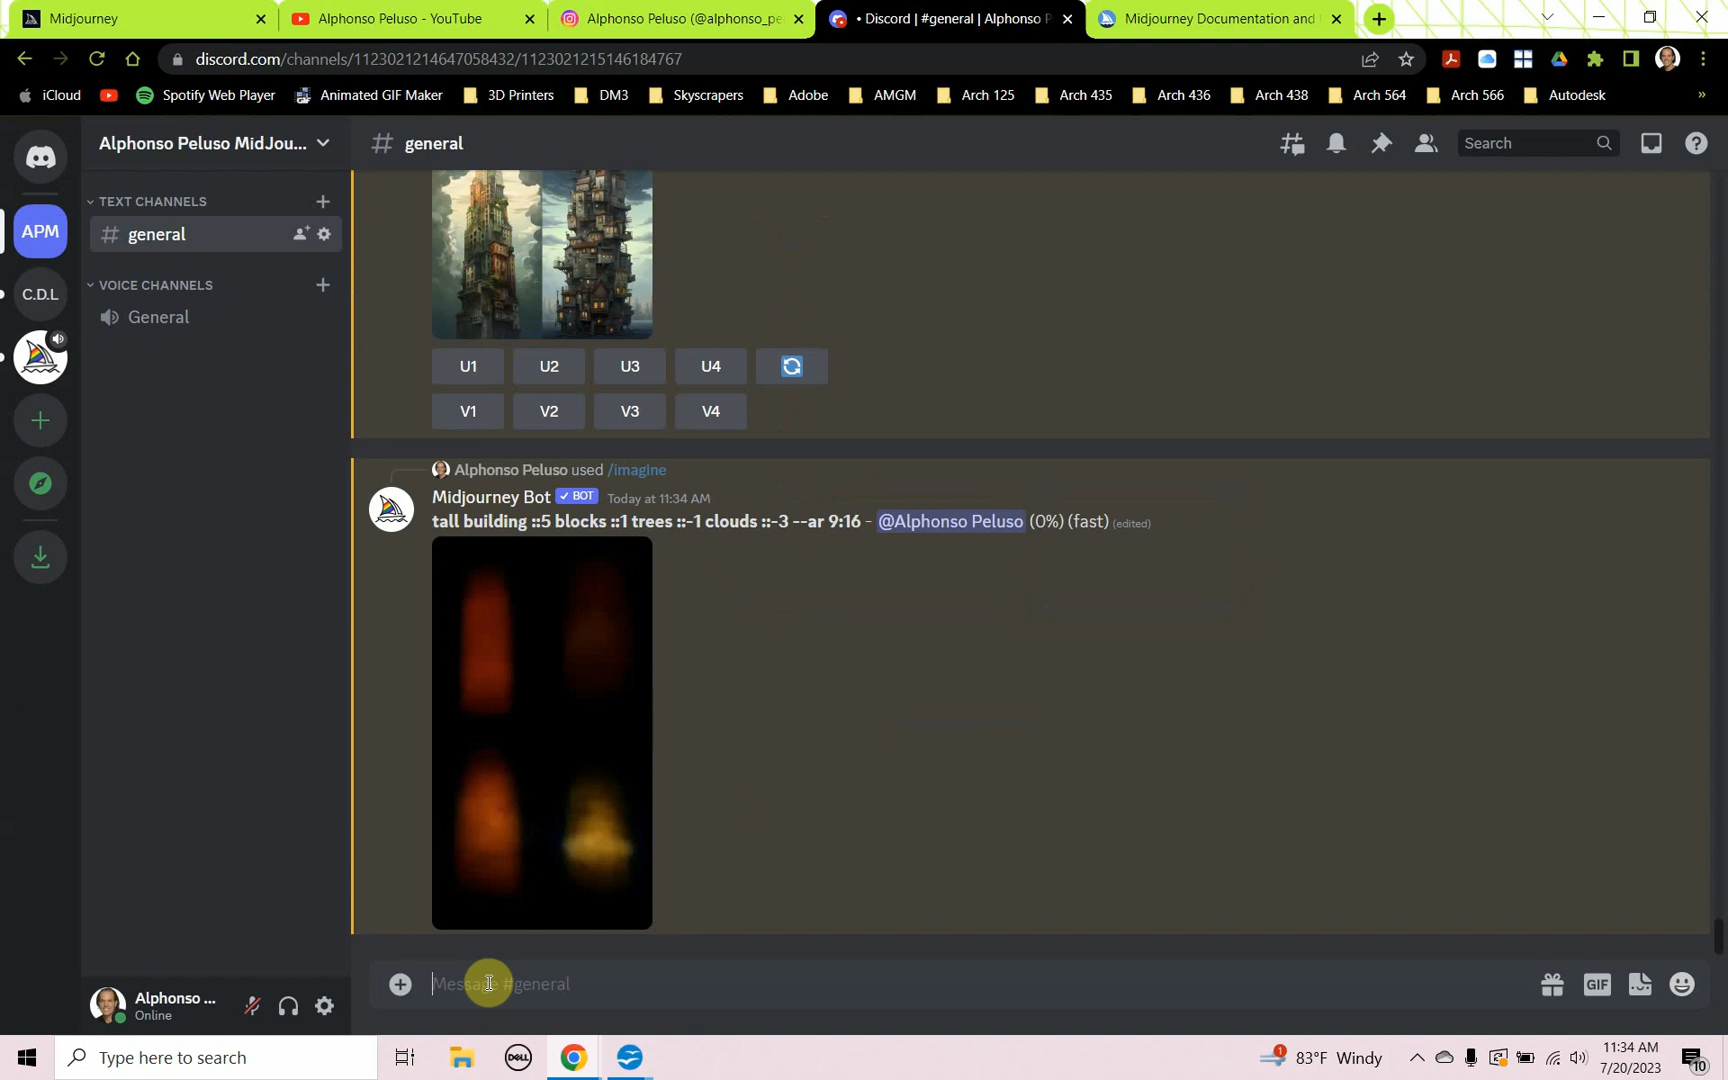 Midjourney
Alphonso Peluso - YouTube
Alphonso Peluso (@alphonso_pe
• Discord | #general | Alphonso P
Midjourney Documentation and
discord.com/channels/1123021214647058432/1123021215146184767
iCloud
Spotify Web Player
Animated GIF Maker
3D Printers
DM3
Skyscrapers
Adobe
AMGM
Arch 125
Arch 435
Arch 436
Arch 438
Arch 564
Arch 566
Autodesk
»
Alphonso Peluso MidJou...
# general
Search
TEXT CHANNELS
APM
# general
VOICE CHANNELS
C.D.L
General
U1 U2 U3 U4
V1 V2 V3 V4
Alphonso Peluso used /imagine
Midjourney Bot ✓ BOT Today at 11:34 AM
tall building ::5 blocks ::1 trees ::-1 clouds ::-3 --ar 9:16 - @Alphonso Peluso (0%) (fast) (edited)
Message #general
GIF
Alphonso ...
Online
Type here to search
DELL
1
83°F Windy
11:34 AM
7/20/2023
10